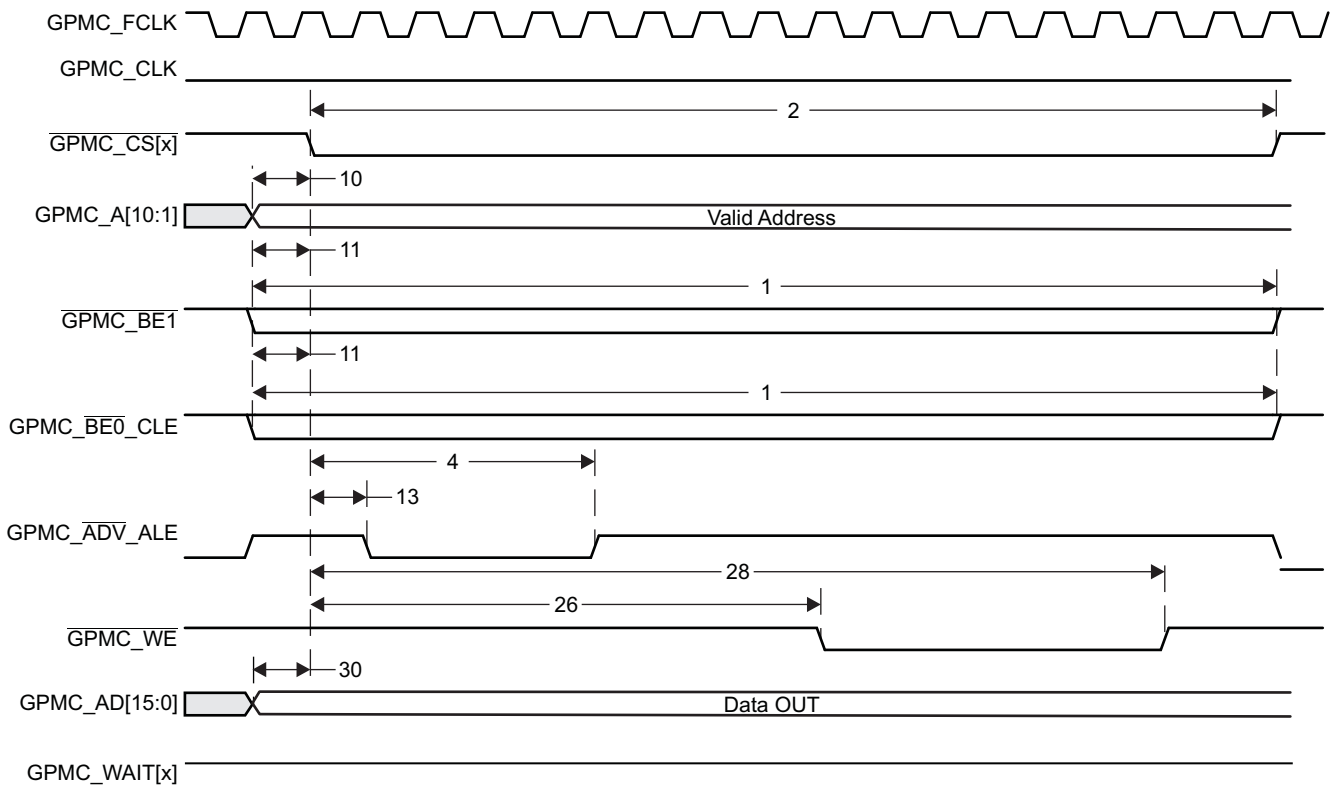 GPMC_FCLK
GPMC_CLK
2
GPMC_CS[x]
10
GPMC_A[10:1]
Valid Address
11
1
GPMC_BE1
11
1
GPMC_BE0_CLE
4
13
GPMC_ADV_ALE
28
26
GPMC_WE
30
GPMC_AD[15:0]
Data OUT
GPMC_WAIT[x]